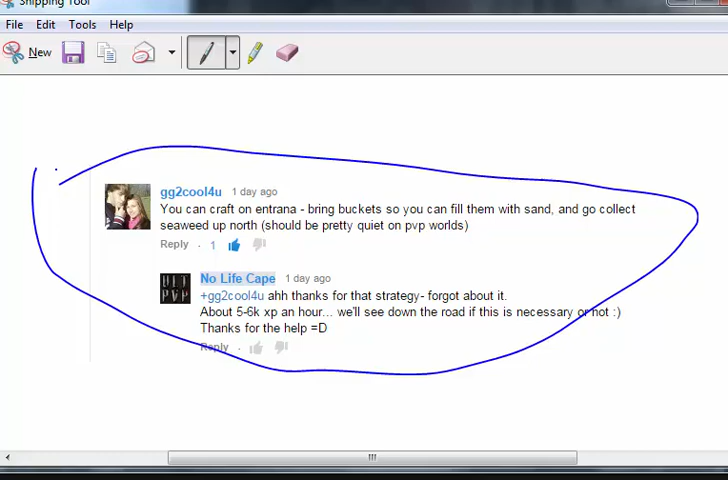 Snipping Tool
File Edit Tools Help
New
gg2cool4u 1 day ago
You can craft on entrana - bring buckets so you can fill them with sand, and go collect
seaweed up north (should be pretty quiet on pvp worlds)
Reply · 1
ULT
PVP
No Life Cape 1 day ago
+gg2cool4u ahh thanks for that strategy- forgot about it.
About 5-6k xp an hour... we'll see down the road if this is necessary or not :)
Thanks for the help =D
Reply ·